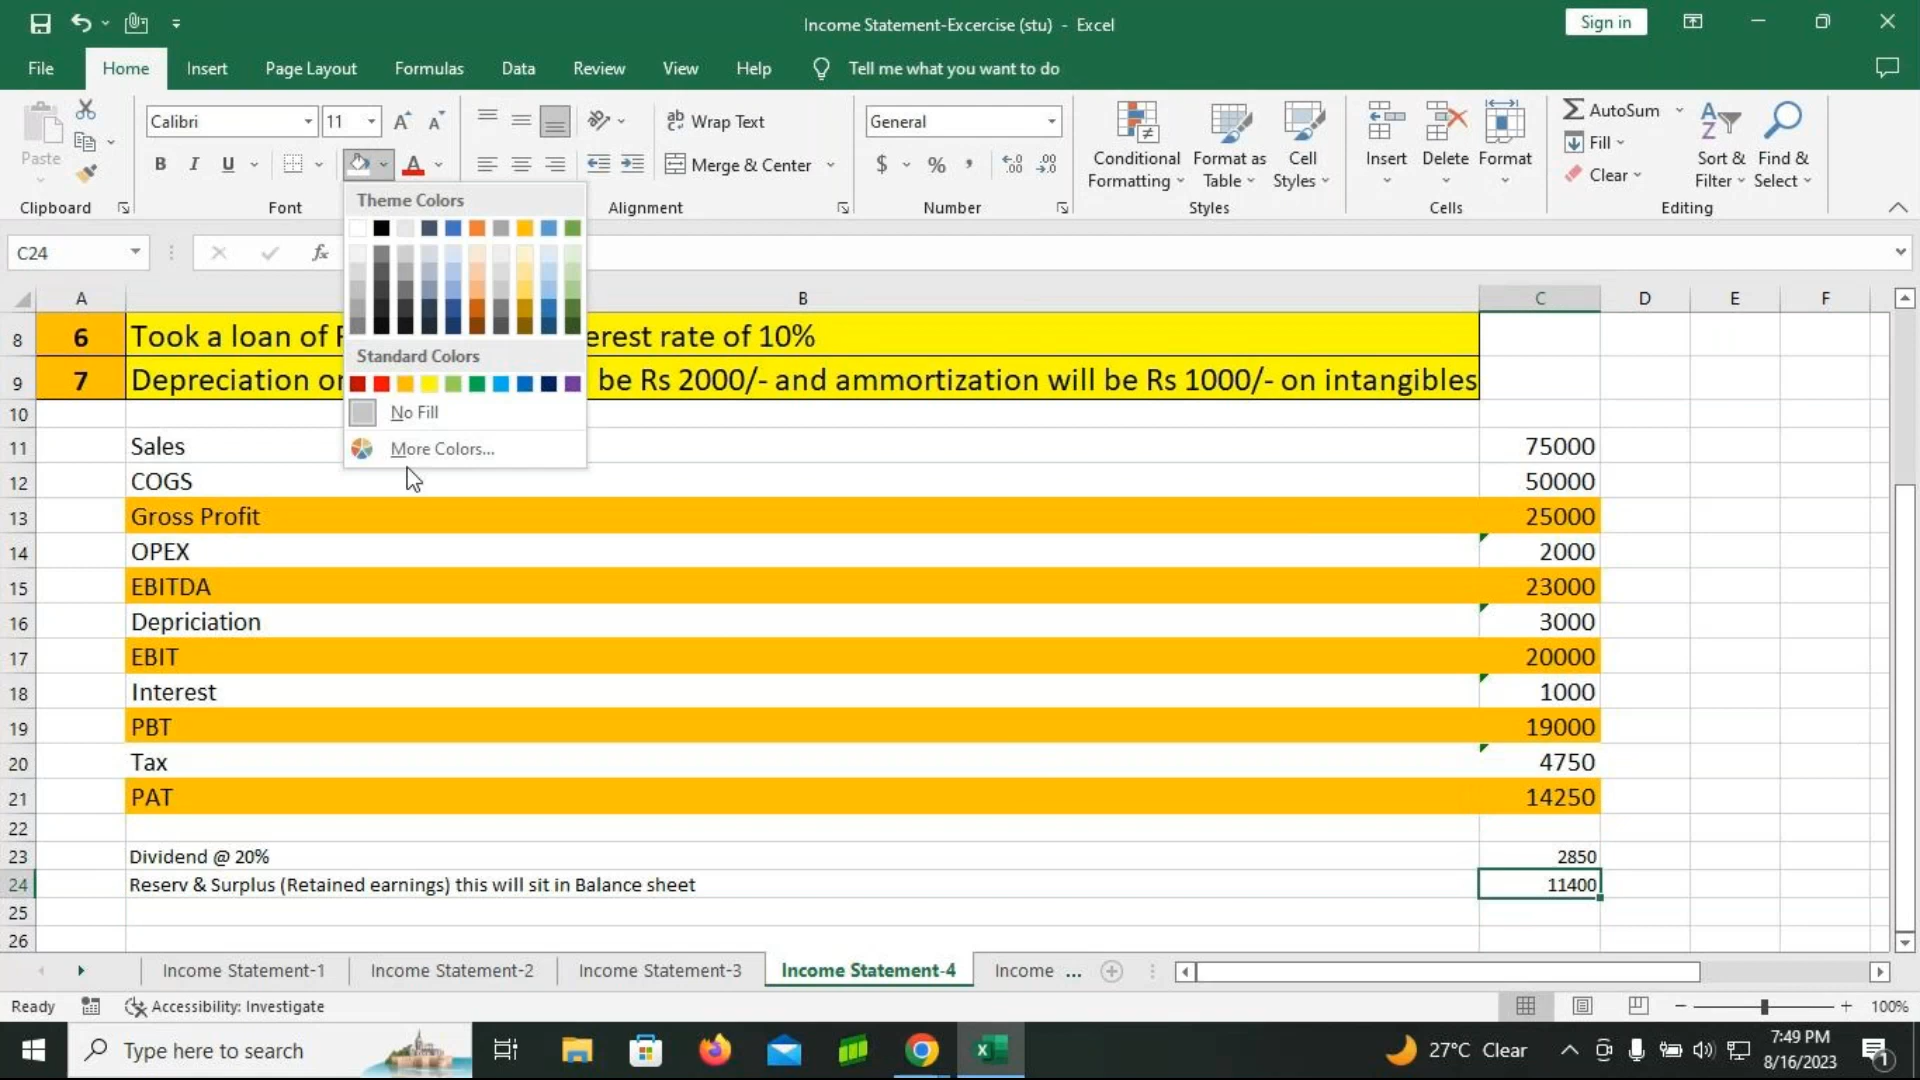 Income Statement-Excercise (stu) - Excel
Sign in
File Home Insert Page Layout Formulas Data Review View Help Tell me what you want to do
Paste
Calibri 11
B I U A
ab Wrap Text
Merge & Center
General
$ % ,
Conditional Formatting
Format as Table
Cell Styles
Insert Delete Format
AutoSum
Fill
Clear
Sort & Filter
Find & Select
Clipboard Font Alignment Number Styles Cells Editing
Theme Colors
Standard Colors
No Fill
More Colors...
C24 fx
A B C D E F
8 6 Took a loan of erest rate of 10%
9 7 Depreciation on be Rs 2000/- and ammortization will be Rs 1000/- on intangibles
10
11 Sales 75000
12 COGS 50000
13 Gross Profit 25000
14 OPEX 2000
15 EBITDA 23000
16 Depriciation 3000
17 EBIT 20000
18 Interest 1000
19 PBT 19000
20 Tax 4750
21 PAT 14250
22
23 Dividend @ 20% 2850
24 Reserv & Surplus (Retained earnings) this will sit in Balance sheet 11400
25
26
Income Statement-1 Income Statement-2 Income Statement-3 Income Statement-4 Income ...
Ready Accessibility: Investigate 100%
Type here to search
27°C Clear
7:49 PM
8/16/2023
1